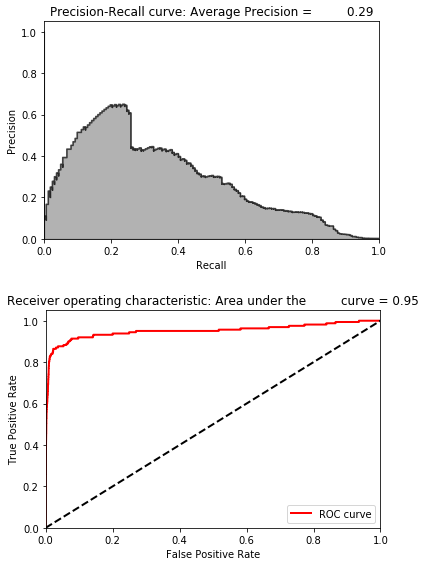 Precision-Recall curve: Average Precision = 0.29
1.0
0.8
0.6
0.4
0.2
0.0
Precision
0.0 0.2 0.4 0.6 0.8 1.0
Recall
Receiver operating characteristic: Area under the curve = 0.95
1.0
0.8
0.6
0.4
0.2
0.0
True Positive Rate
ROC curve
0.0 0.2 0.4 0.6 0.8 1.0
False Positive Rate